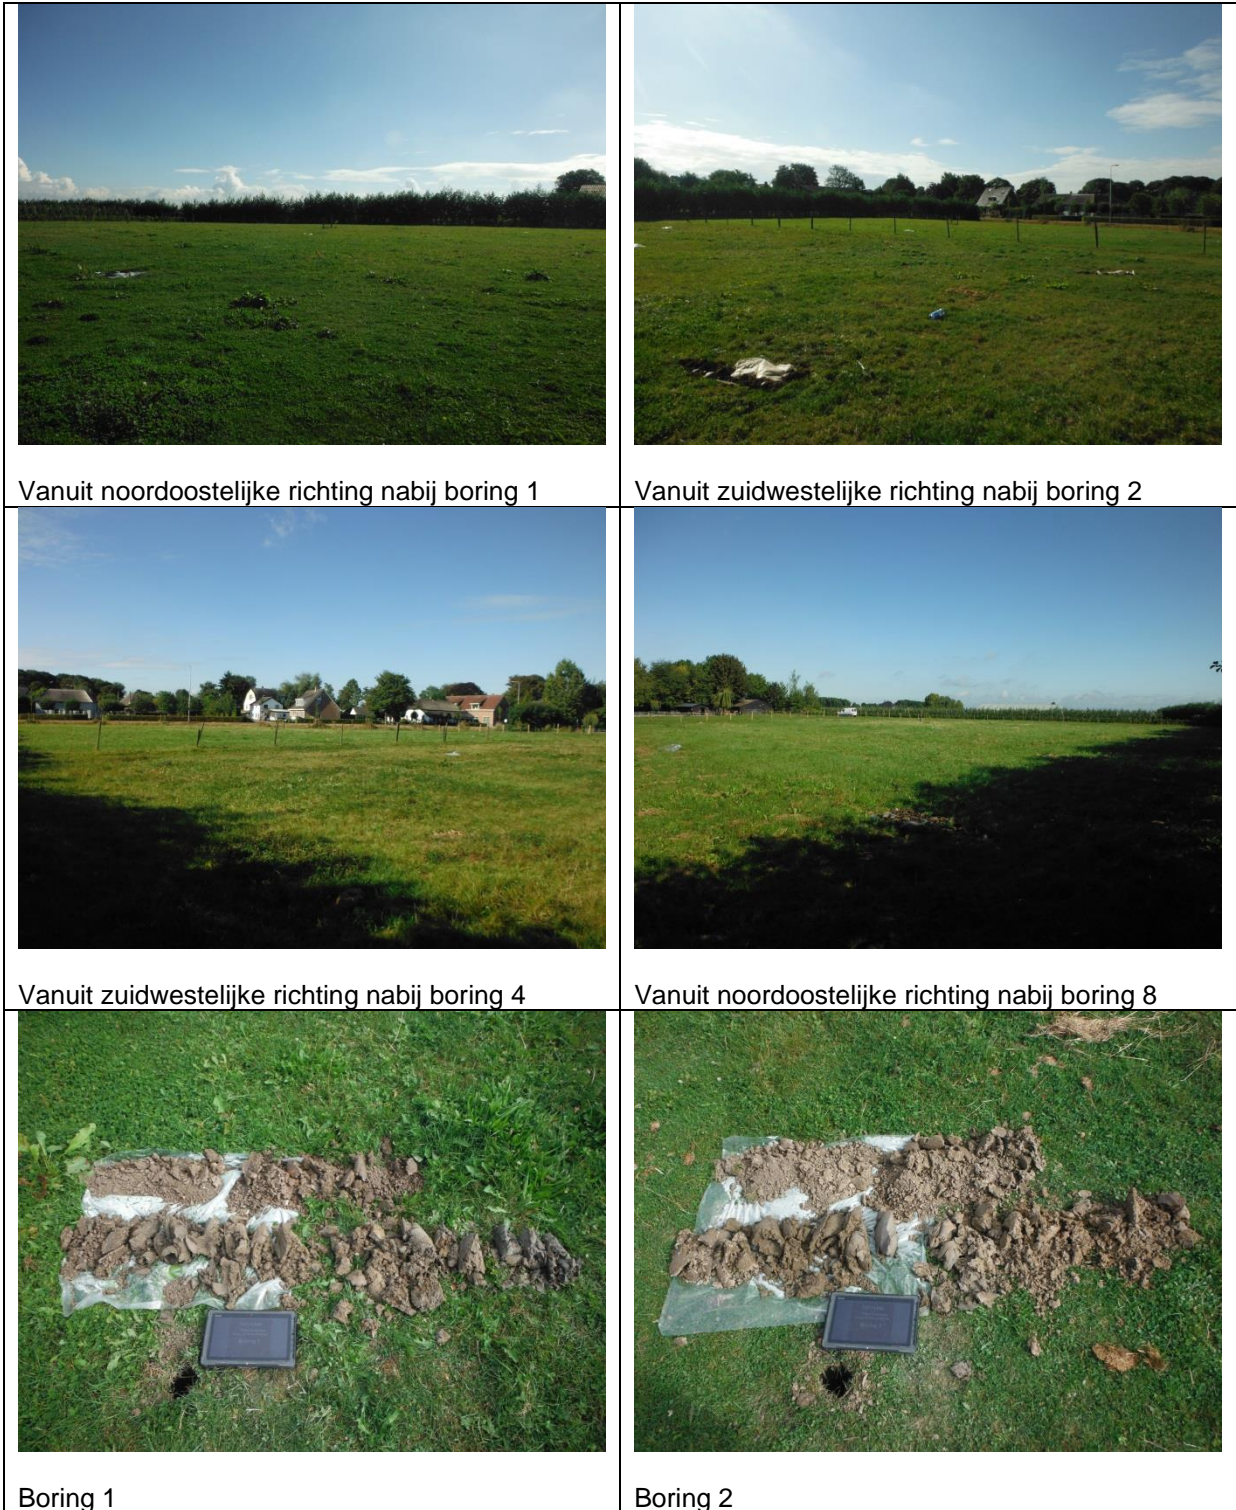 Vanuit noordoostelijke richting nabij boring 1
Vanuit zuidwestelijke richting nabij boring 2
Vanuit zuidwestelijke richting nabij boring 4
Vanuit noordoostelijke richting nabij boring 8
Boring 1
Boring 2